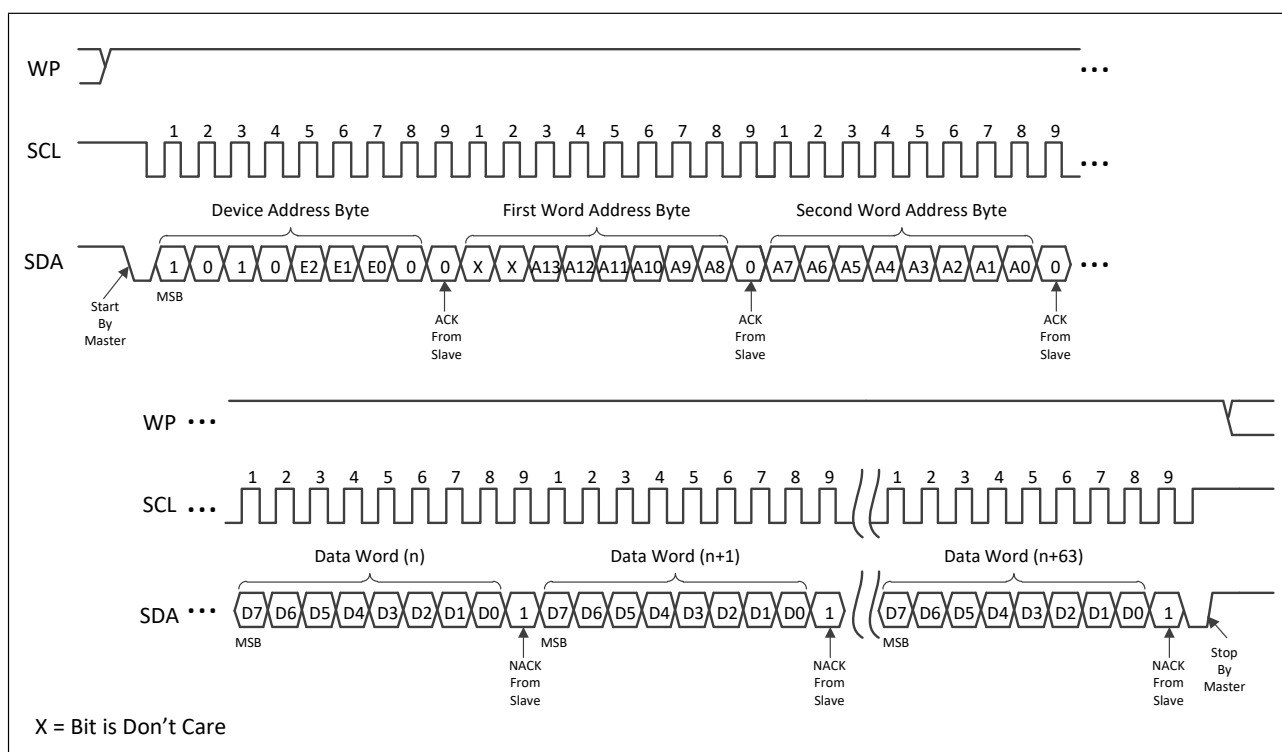 WP
...
1 2 3 4 5 6 7 8 9 1 2 3 4 5 6 7 8 9 1 2 3 4 5 6 7 8 9
SCL
...
Device Address Byte First Word Address Byte Second Word Address Byte
SDA 1 0 1 0 E2 E1 E0 0 0 X X A13 A12 A11 A10 A9 A8 0 A7 A6 A5 A4 A3 A2 A1 A0 0 ...
MSB
Start
By
Master
ACK
From
Slave
ACK
From
Slave
ACK
From
Slave
WP ...
1 2 3 4 5 6 7 8 9 1 2 3 4 5 6 7 8 9 1 2 3 4 5 6 7 8 9
SCL ...
Data Word (n) Data Word (n+1) Data Word (n+63)
SDA ... D7 D6 D5 D4 D3 D2 D1 D0 1 D7 D6 D5 D4 D3 D2 D1 D0 1 D7 D6 D5 D4 D3 D2 D1 D0 1
MSB MSB MSB
NACK
From
Slave
NACK
From
Slave
NACK
From
Slave
Stop
By
Master
X = Bit is Don’t Care